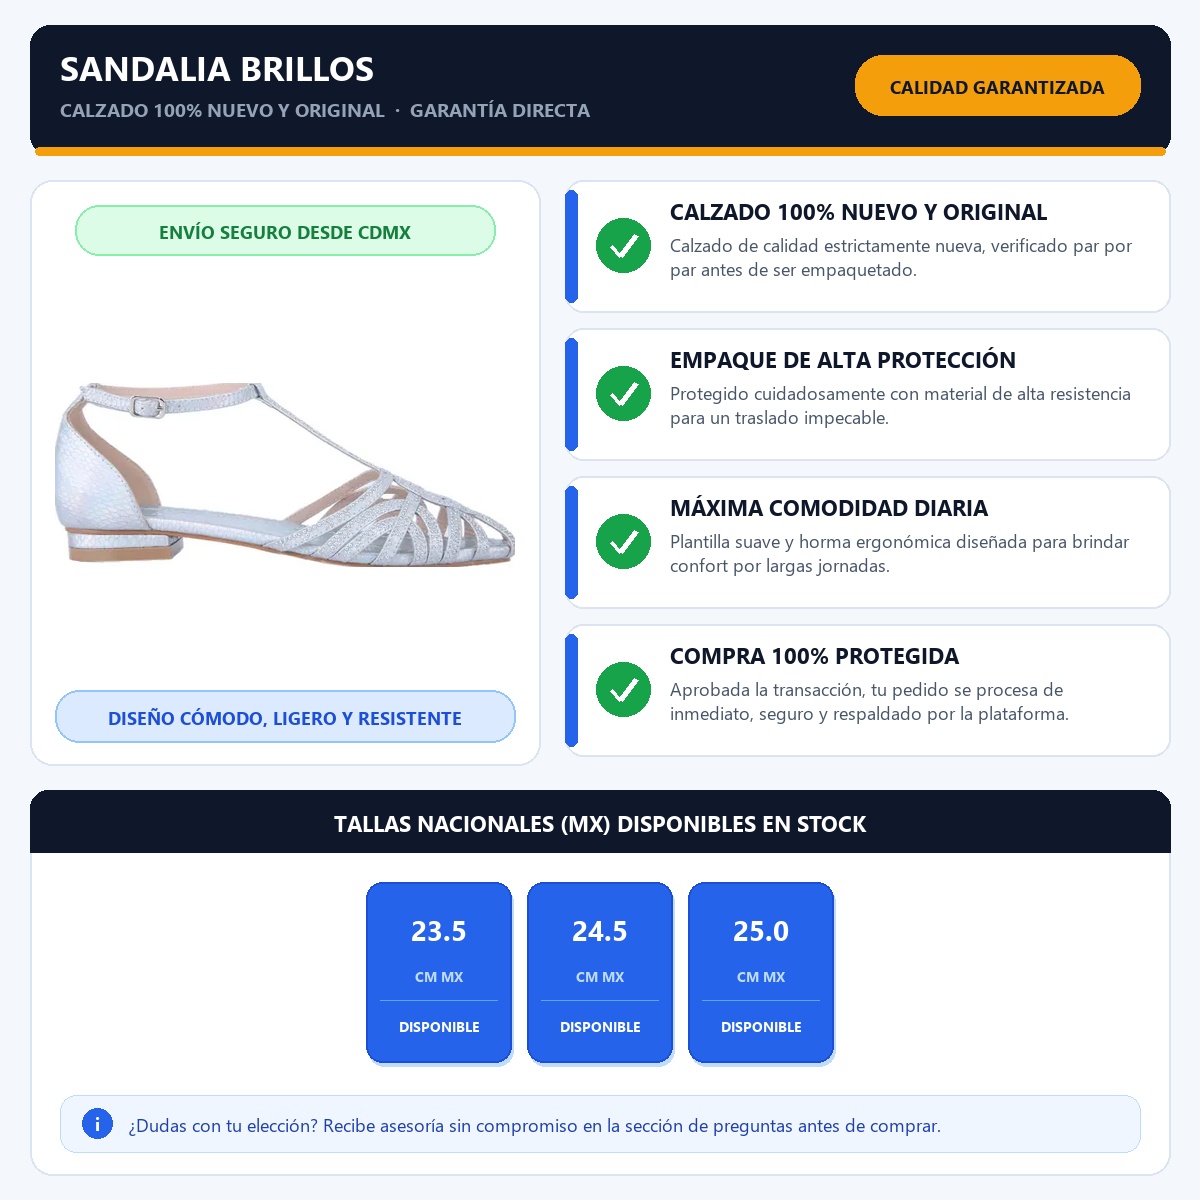 SANDALIA BRILLOS
CALZADO 100% NUEVO Y ORIGINAL · GARANTÍA DIRECTA
CALIDAD GARANTIZADA
ENVÍO SEGURO DESDE CDMX
DISEÑO CÓMODO, LIGERO Y RESISTENTE
CALZADO 100% NUEVO Y ORIGINAL
Calzado de calidad estrictamente nueva, verificado par por
par antes de ser empaquetado.
EMPAQUE DE ALTA PROTECCIÓN
Protegido cuidadosamente con material de alta resistencia
para un traslado impecable.
MÁXIMA COMODIDAD DIARIA
Plantilla suave y horma ergonómica diseñada para brindar
confort por largas jornadas.
COMPRA 100% PROTEGIDA
Aprobada la transacción, tu pedido se procesa de
inmediato, seguro y respaldado por la plataforma.
TALLAS NACIONALES (MX) DISPONIBLES EN STOCK
23.5
CM MX
DISPONIBLE
24.5
CM MX
DISPONIBLE
25.0
CM MX
DISPONIBLE
¿Dudas con tu elección? Recibe asesoría sin compromiso en la sección de preguntas antes de comprar.